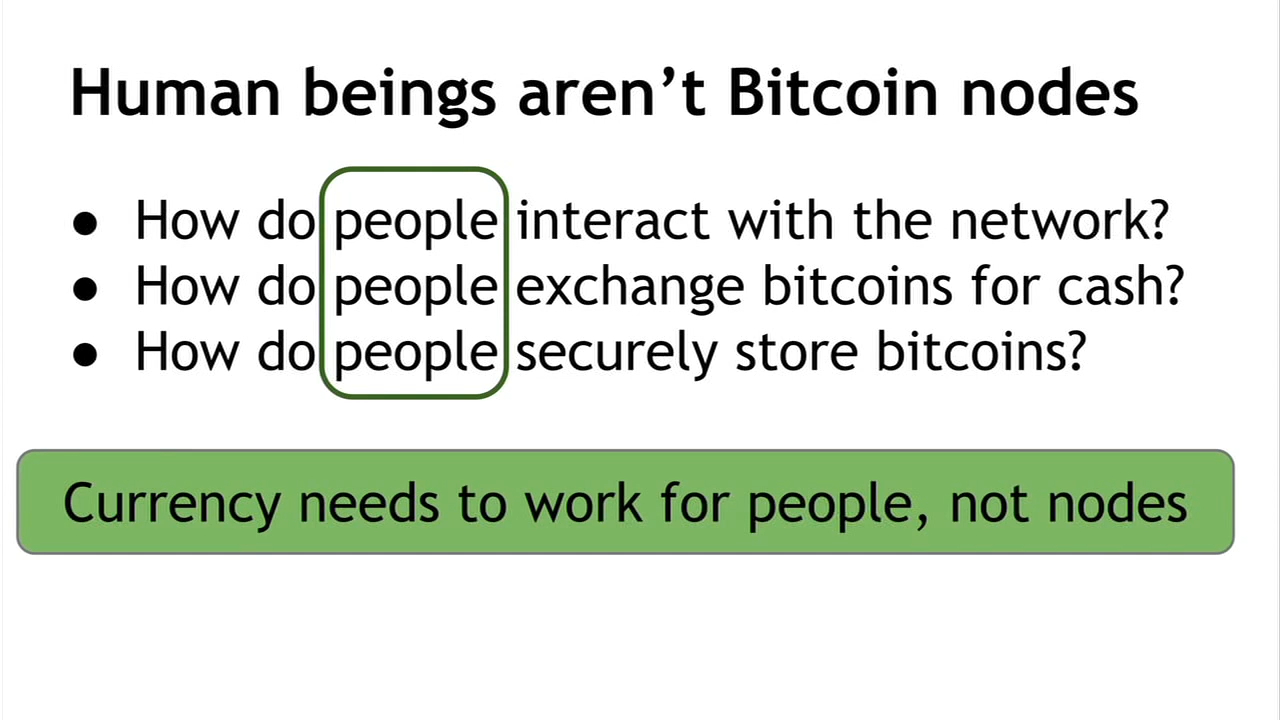 Human beings aren’t Bitcoin nodes
● How do people interact with the network?
● How do people exchange bitcoins for cash?
● How do people securely store bitcoins?
Currency needs to work for people, not nodes